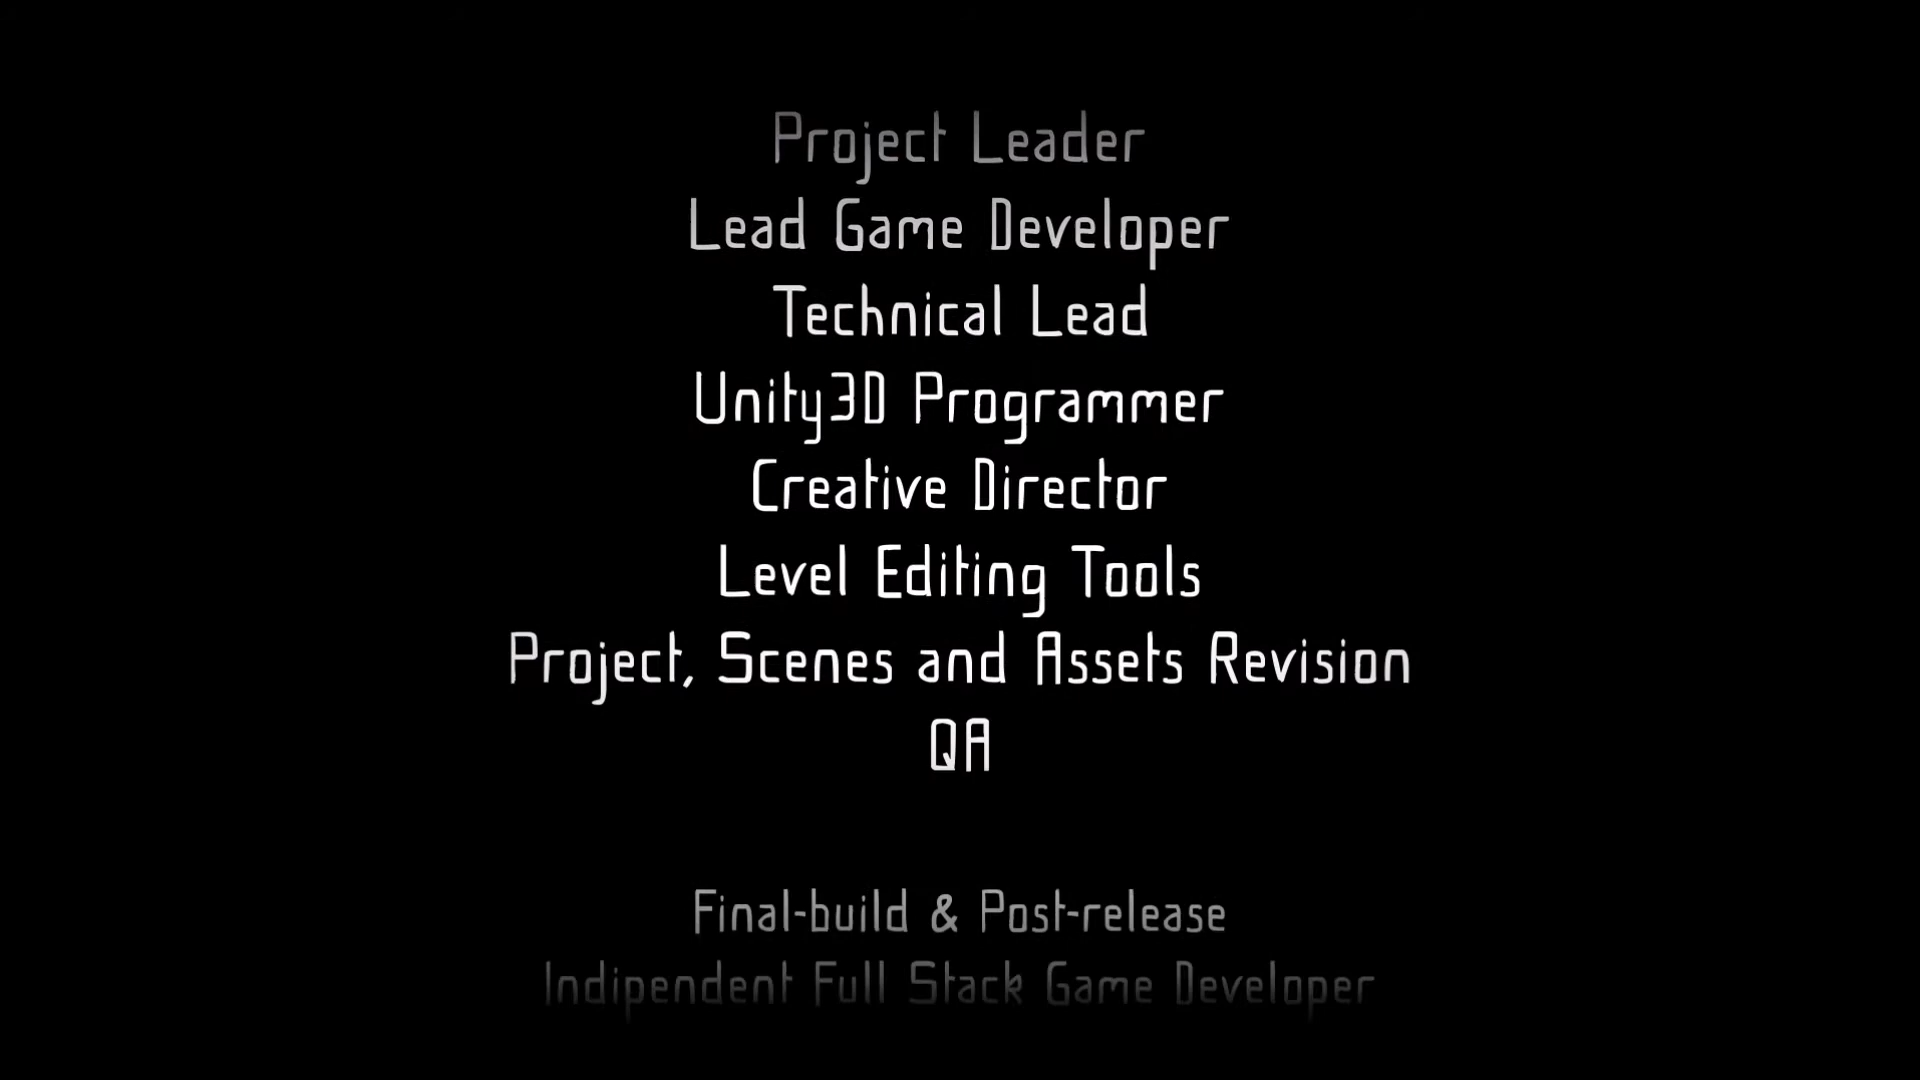 Project Leader
Lead Game Developer
Technical Lead
Unity3D Programmer
Creative Director
Level Editing Tools
Project, Scenes and Assets Revision
QA
Final-build & Post-release
Indipendent Full Stack Game Developer